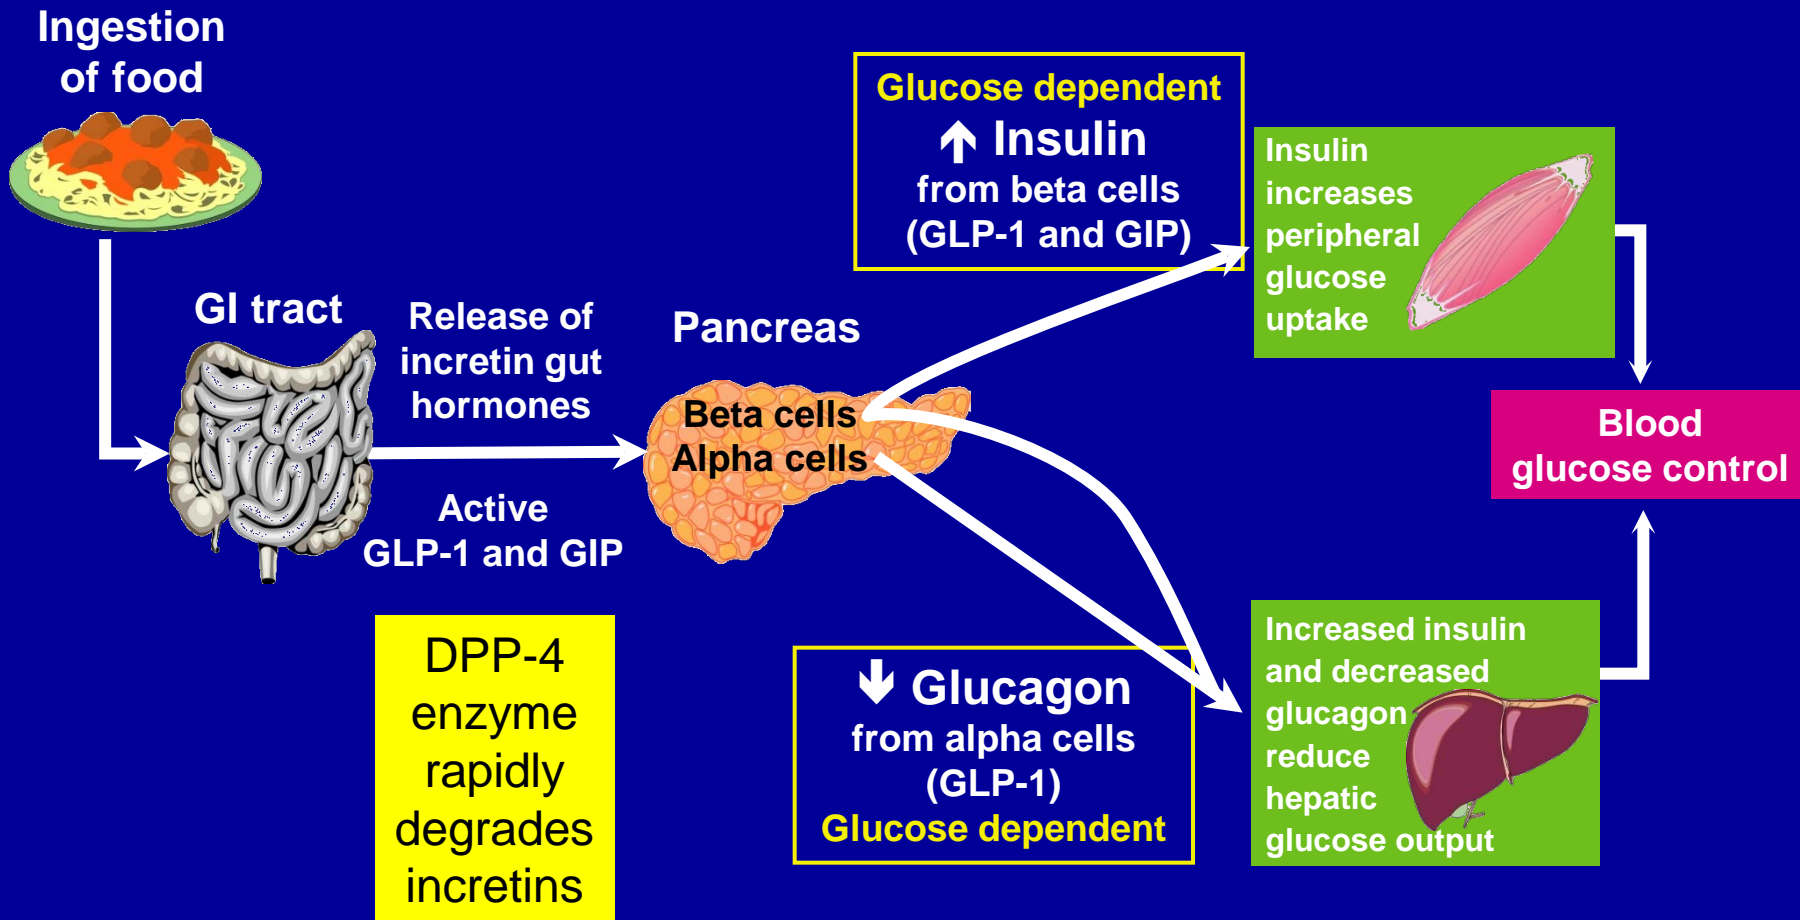 Ingestion
of food
GI tract
Release of
incretin gut
hormones
Active
GLP-1 and GIP
DPP-4
enzyme
rapidly
degrades
incretins
Pancreas
Beta cells
Alpha cells
Glucose dependent
↑ Insulin
from beta cells
(GLP-1 and GIP)
↓ Glucagon
from alpha cells
(GLP-1)
Glucose dependent
Insulin
increases
peripheral
glucose
uptake
Increased insulin
and decreased
glucagon
reduce
hepatic
glucose output
Blood
glucose control